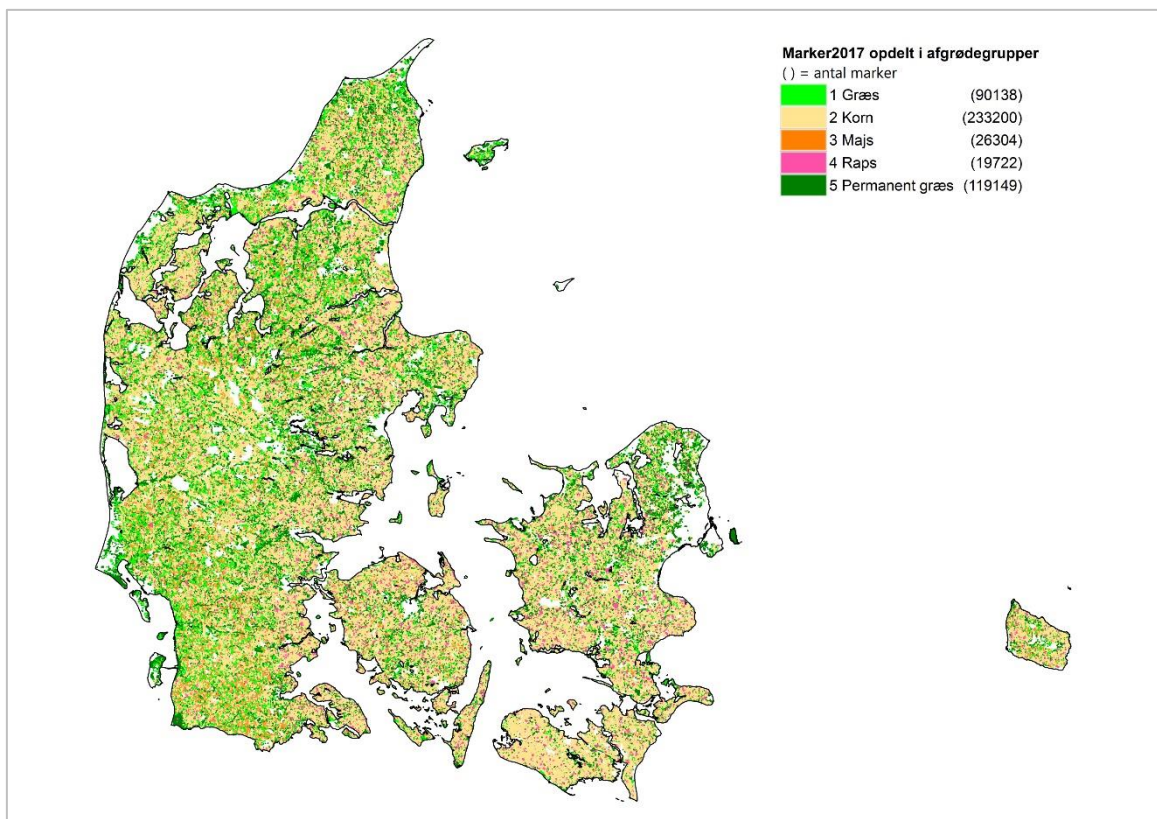 Marker2017 opdelt i afgrødegrupper
( ) = antal marker
1 Græs (90138)
2 Korn (233200)
3 Majs (26304)
4 Raps (19722)
5 Permanent græs (119149)